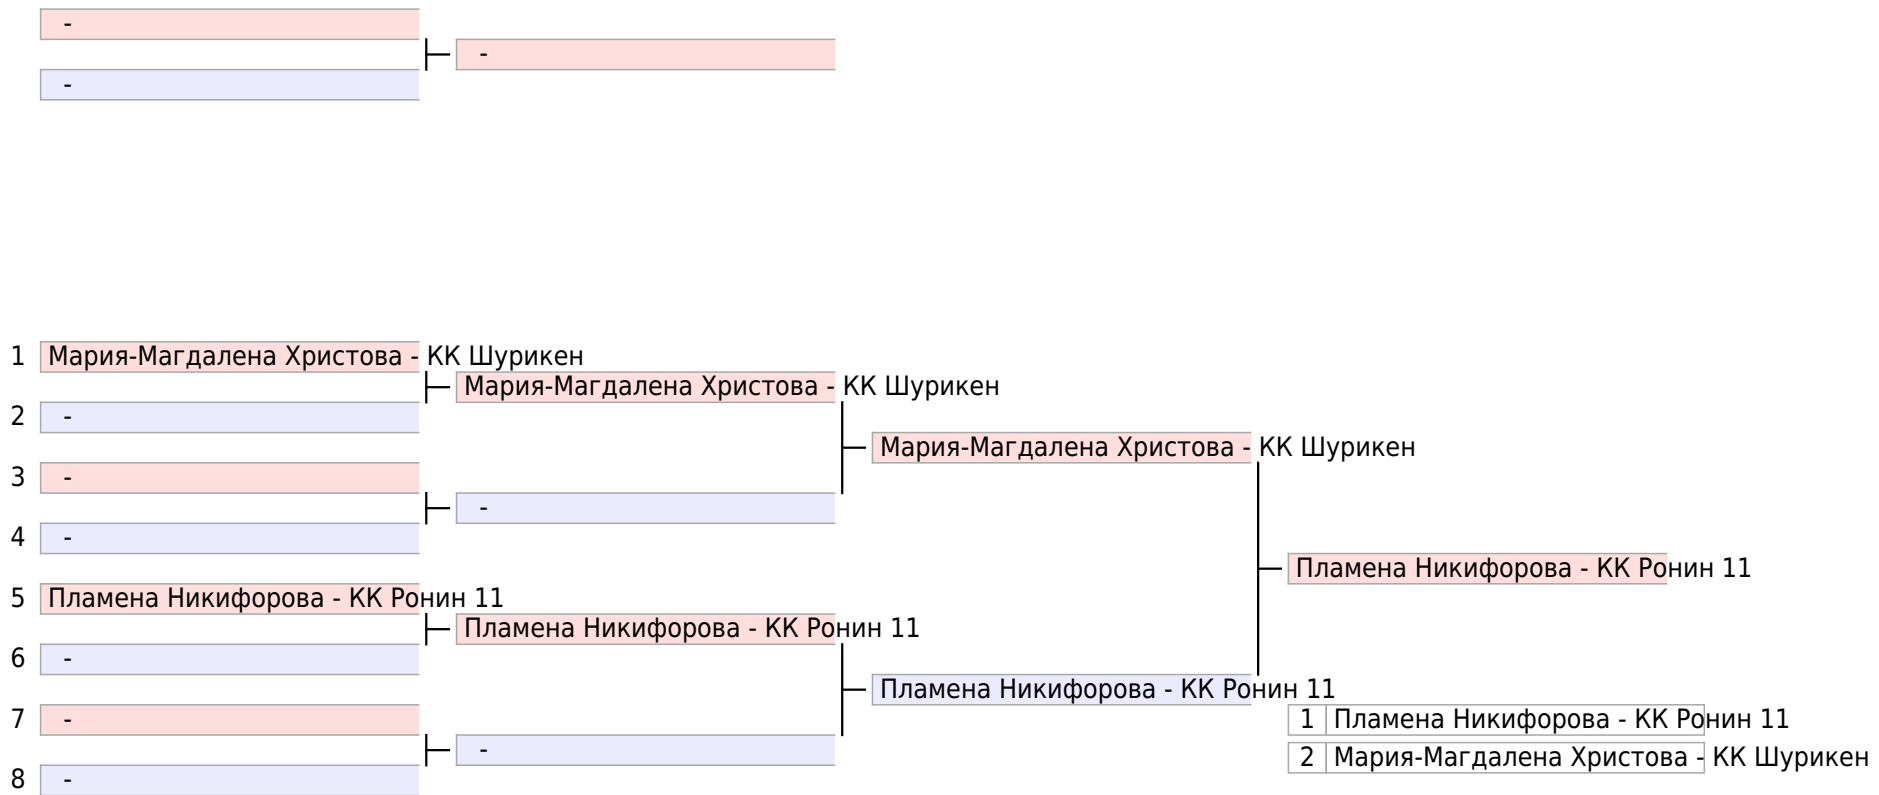 -
-
-
1 Мария-Магдалена Христова - КК Шурикен
Мария-Магдалена Христова - КК Шурикен
2 -
Мария-Магдалена Христова - КК Шурикен
3 -
-
4 -
Пламена Никифорова - КК Ронин 11
5 Пламена Никифорова - КК Ронин 11
Пламена Никифорова - КК Ронин 11
6 -
Пламена Никифорова - КК Ронин 11
7 -
1 Пламена Никифорова - КК Ронин 11
-
2 Мария-Магдалена Христова - КК Шурикен
8 -